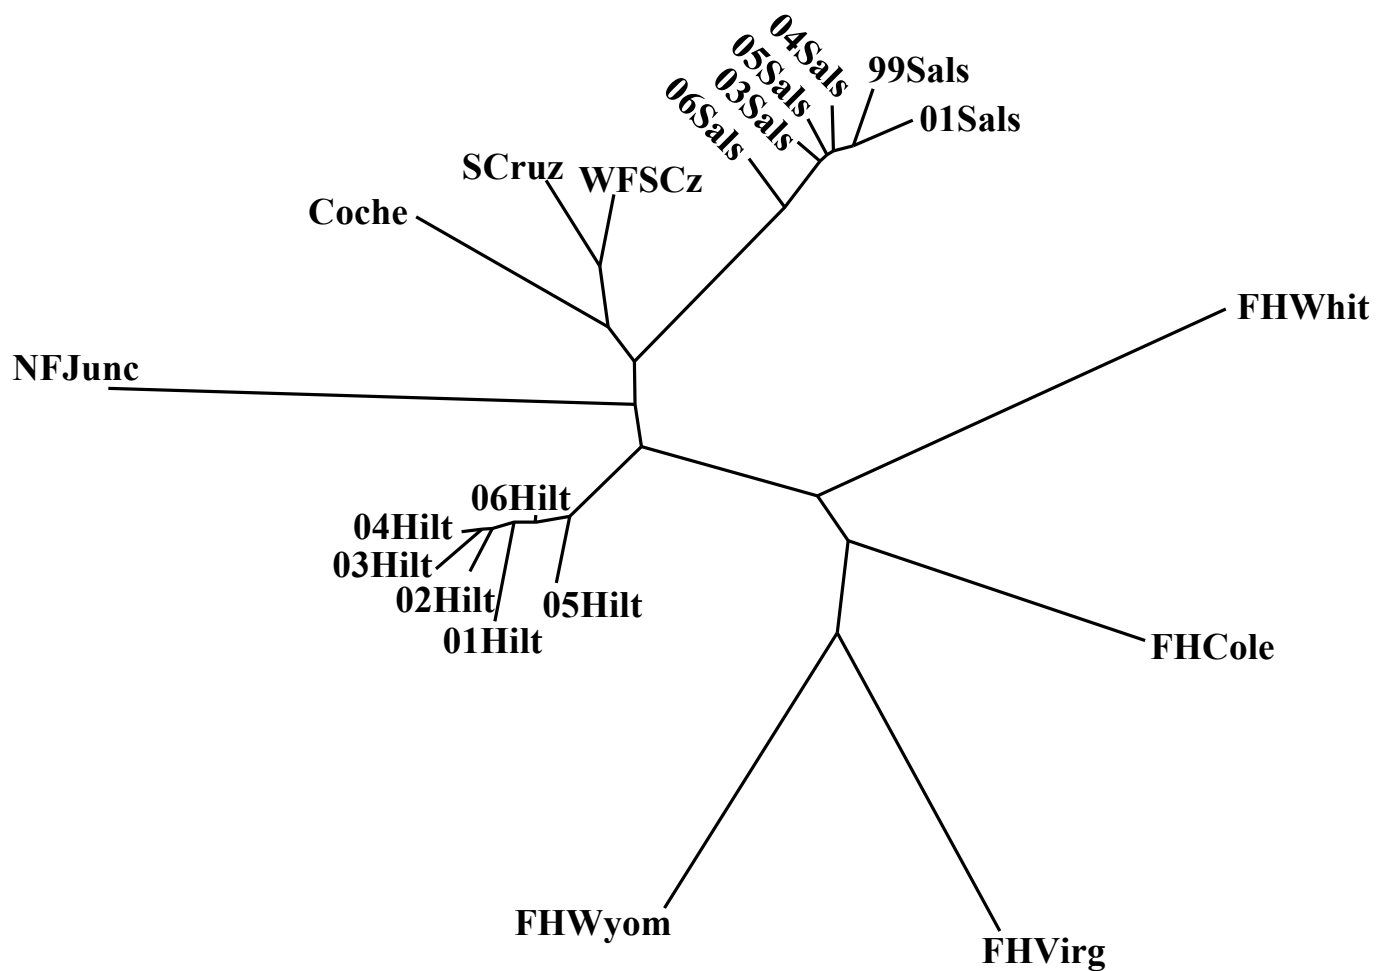 04Sals
05Sals
99Sals
03Sals
06Sals
01Sals
SCruz
WFSCz
Coche
FHWhit
NFJunc
06Hilt
04Hilt
03Hilt
02Hilt
05Hilt
01Hilt
FHCole
FHWyom
FHVirg